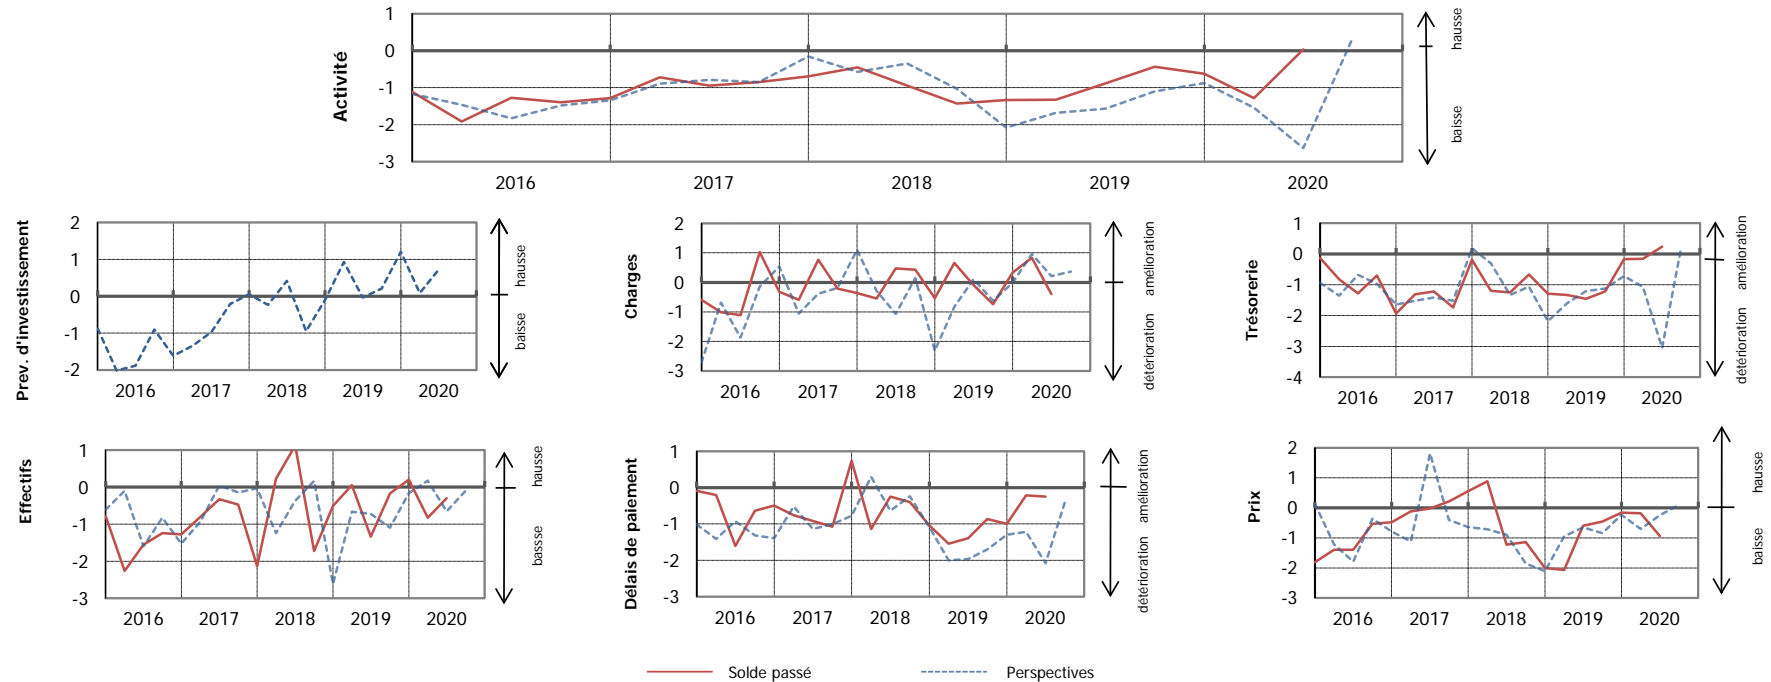 Activité
1
0
-1
-2
-3
2016 2017 2018 2019 2020
hausse
baisse
Prev. d'investissement
2
1
0
-1
-2
2016 2017 2018 2019 2020
hausse
baisse
Charges
2
1
0
-1
-2
-3
2016 2017 2018 2019 2020
amélioration
détérioration
Trésorerie
1
0
-1
-2
-3
-4
2016 2017 2018 2019 2020
amélioration
détérioration
Effectifs
1
0
-1
-2
-3
2016 2017 2018 2019 2020
hausse
bassse
Délais de paiement
1
0
-1
-2
-3
2016 2017 2018 2019 2020
amélioration
détérioration
Prix
2
1
0
-1
-2
-3
2016 2017 2018 2019 2020
hausse
baisse
Solde passé Perspectives